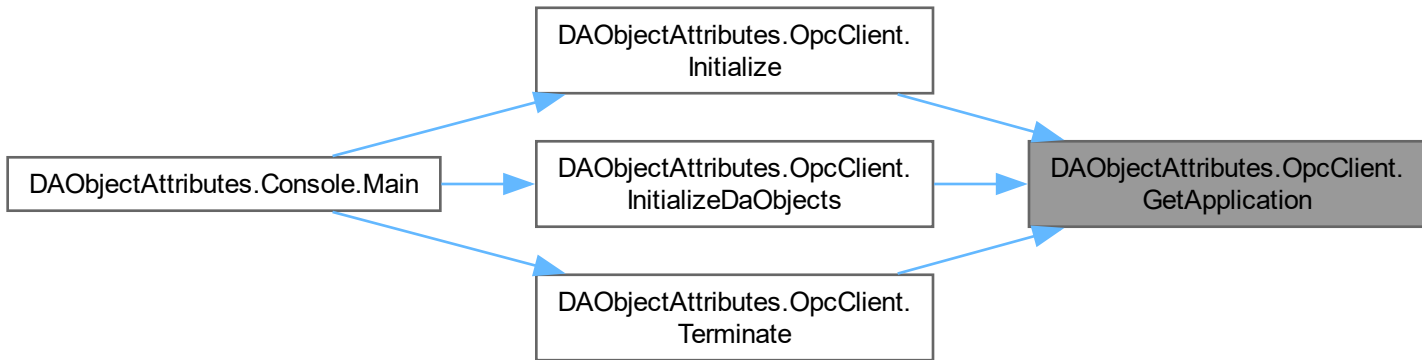 DAObjectAttributes.OpcClient.
Initialize
DAObjectAttributes.Console.Main
DAObjectAttributes.OpcClient.
InitializeDaObjects
DAObjectAttributes.OpcClient.
GetApplication
DAObjectAttributes.OpcClient.
Terminate